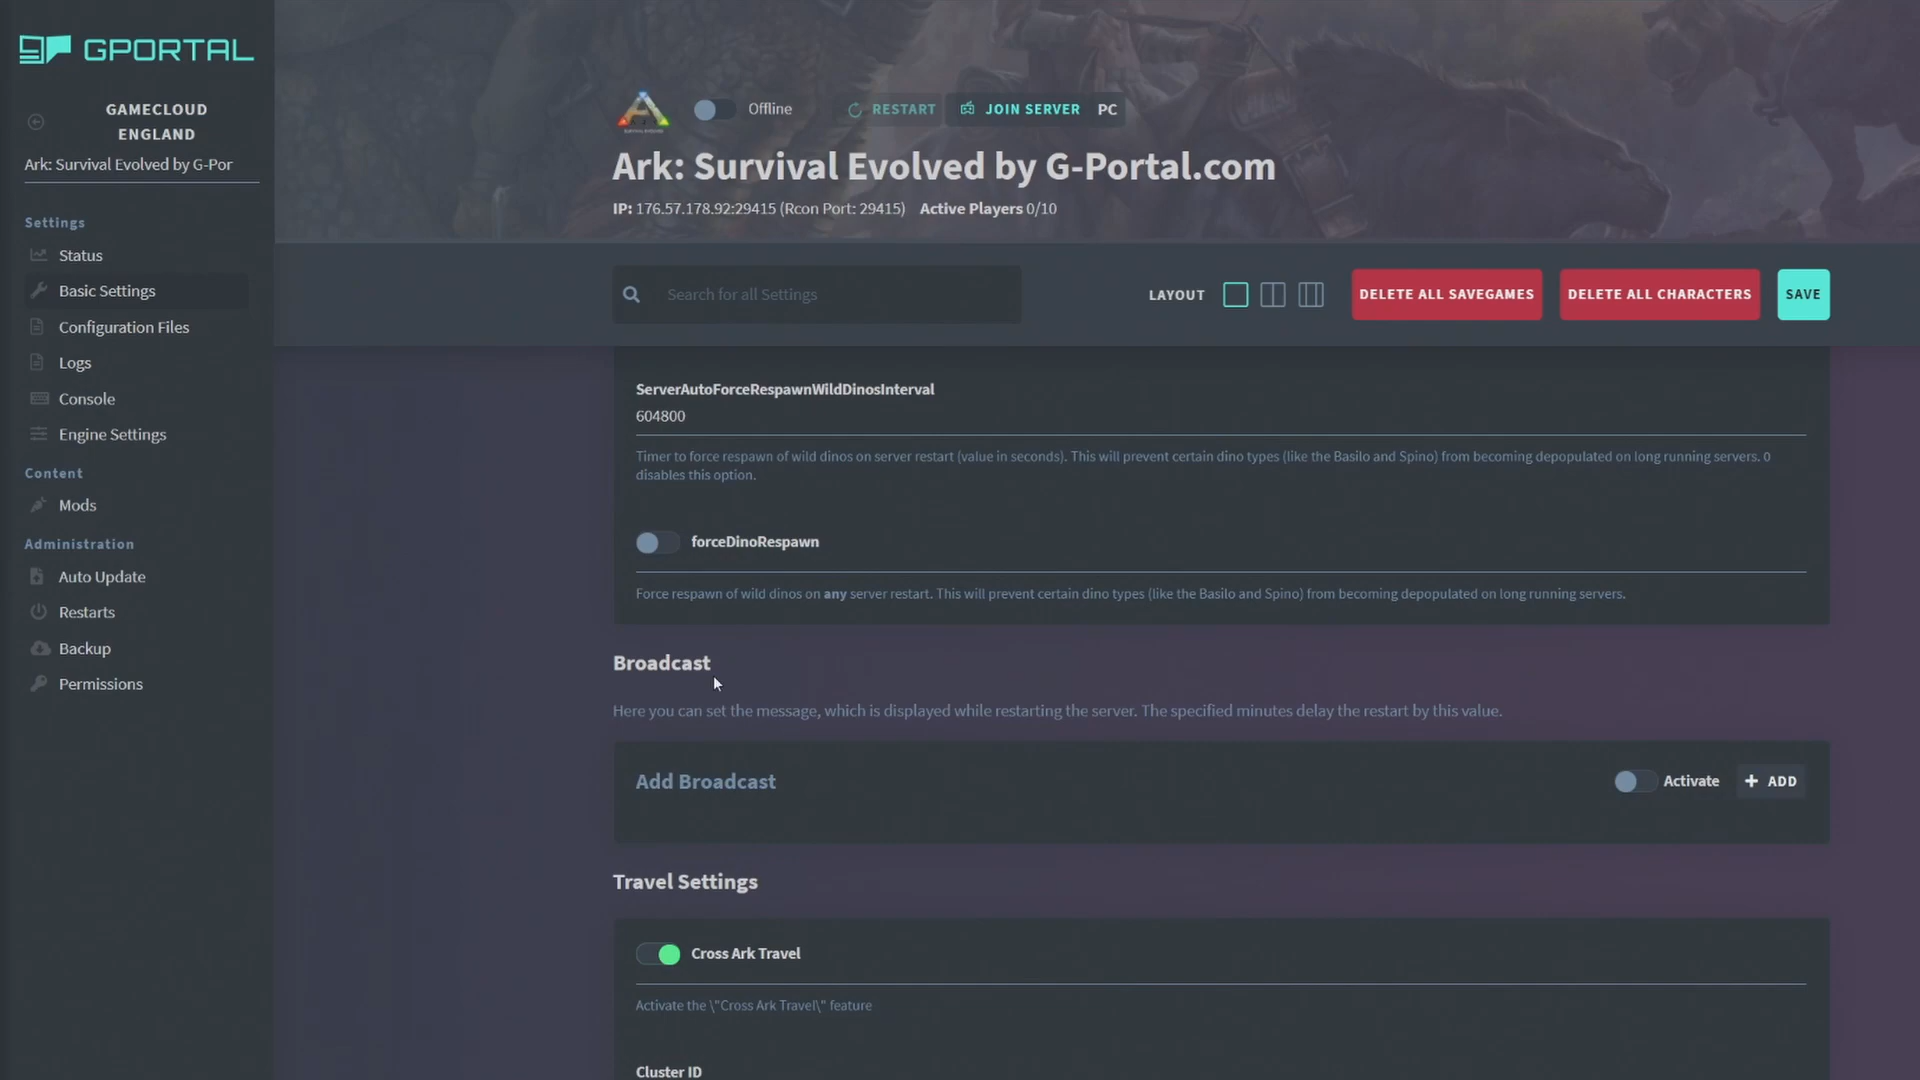 GPORTAL
GAMECLOUD
ENGLAND
Ark: Survival Evolved by G-Por
Settings
Status
Basic Settings
Configuration Files
Logs
Console
Engine Settings
Content
Mods
Administration
Auto Update
Restarts
Backup
Permissions
Offline
RESTART
JOIN SERVER
PC
Ark: Survival Evolved by G-Portal.com
IP: 176.57.178.92:29415 (Rcon Port: 29415) Active Players 0/10
Search for all Settings
LAYOUT
DELETE ALL SAVEGAMES
DELETE ALL CHARACTERS
SAVE
ServerAutoForceRespawnWildDinosInterval
604800
Timer to force respawn of wild dinos on server restart (value in seconds). This will prevent certain dino types (like the Basilo and Spino) from becoming depopulated on long running servers. 0
disables this option.
forceDinoRespawn
Force respawn of wild dinos on any server restart. This will prevent certain dino types (like the Basilo and Spino) from becoming depopulated on long running servers.
Broadcast
Here you can set the message, which is displayed while restarting the server. The specified minutes delay the restart by this value.
Add Broadcast
Activate
+ ADD
Travel Settings
Cross Ark Travel
Activate the \"Cross Ark Travel\" feature
Cluster ID